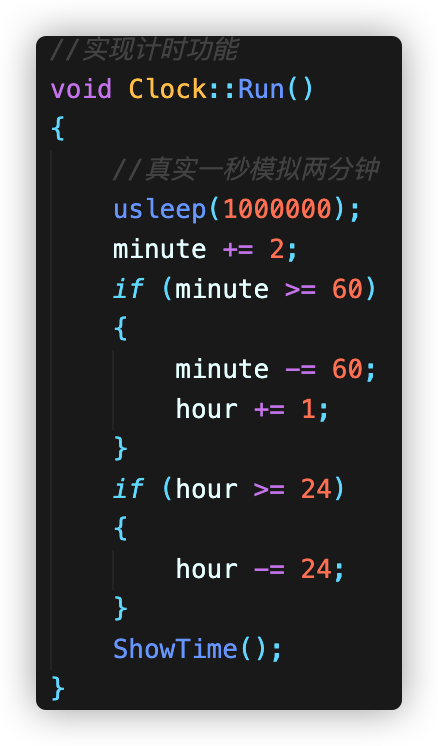 //实现计时功能
void Clock::Run()
{
    //真实一秒模拟两分钟
    usleep(1000000);
    minute += 2;
    if (minute >= 60)
    {
        minute -= 60;
        hour += 1;
    }
    if (hour >= 24)
    {
        hour -= 24;
    }
    ShowTime();
}